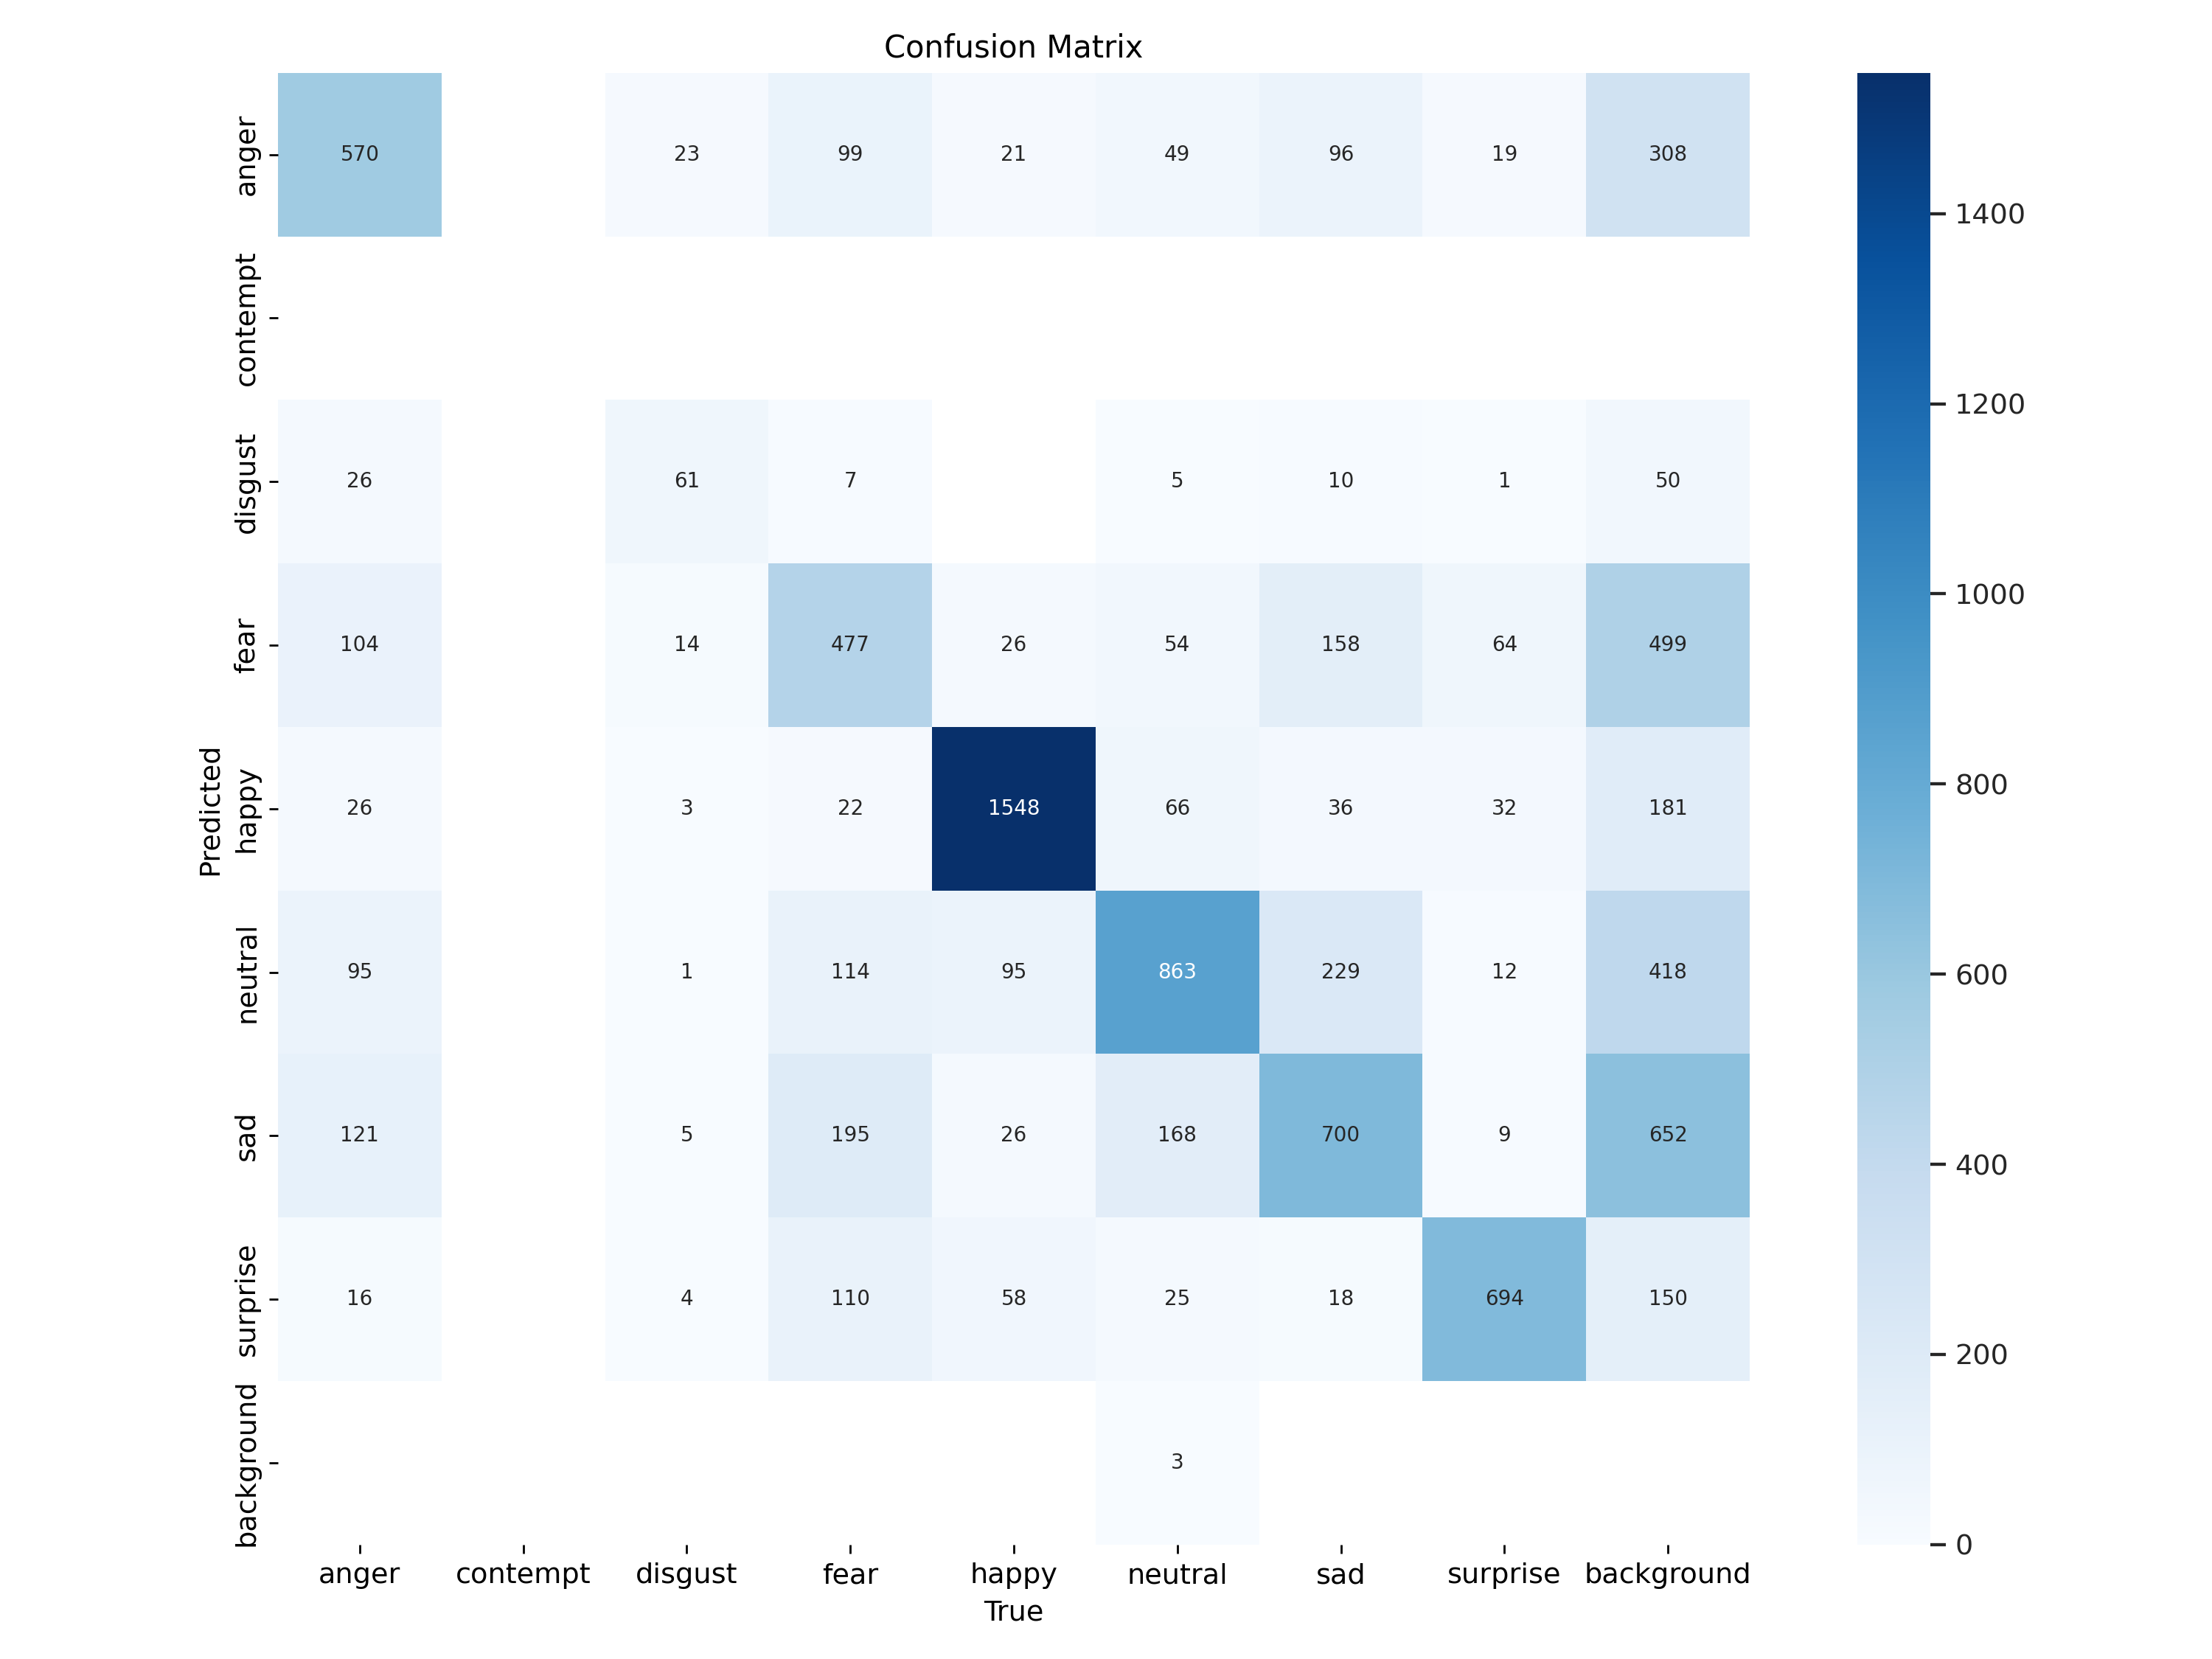 Confusion Matrix
anger 570 23 99 21 49 96 19 308
contempt
disgust 26 61 7 5 10 1 50
fear 104 14 477 26 54 158 64 499
happy 26 3 22 1548 66 36 32 181
neutral 95 1 114 95 863 229 12 418
sad 121 5 195 26 168 700 9 652
surprise 16 4 110 58 25 18 694 150
background 3
Predicted
anger contempt disgust fear happy neutral sad surprise background
True
1400
1200
1000
800
600
400
200
0